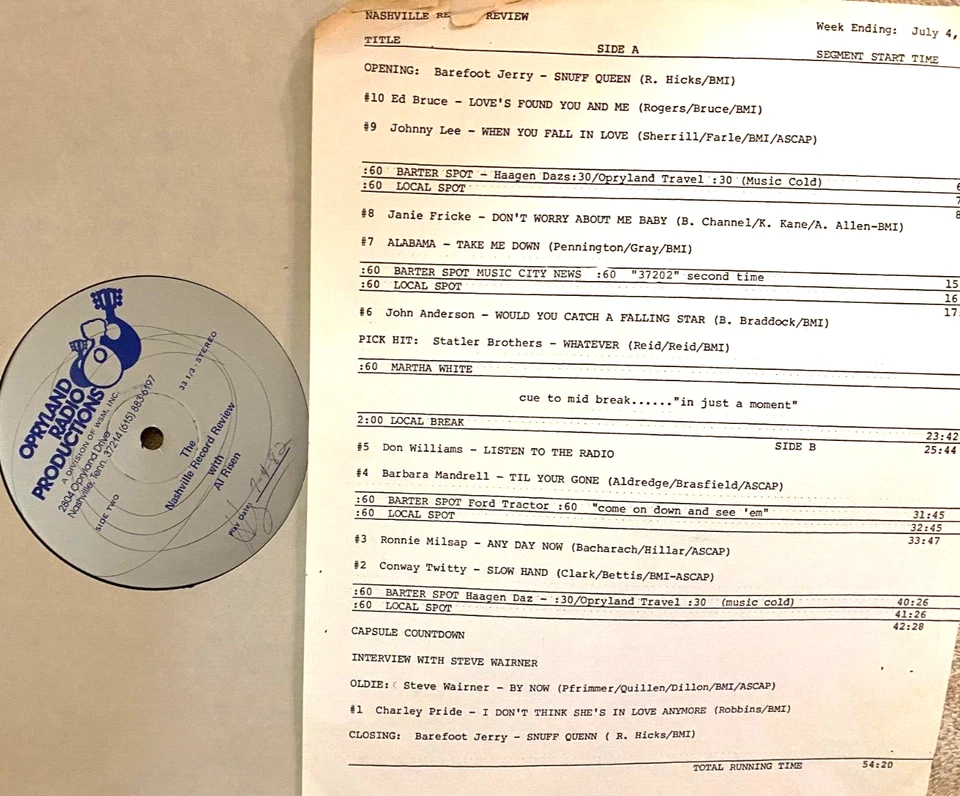 NASHVILLE RE REVIEW
Week Ending: July 4,
TITLE SIDE A SEGMENT START TIME
OPENING: Barefoot Jerry - SNUFF QUEEN (R. Hicks/BMI)
#10 Ed Bruce - LOVE'S FOUND YOU AND ME (Rogers/Bruce/BMI)
#9 Johnny Lee - WHEN YOU FALL IN LOVE (Sherrill/Farle/BMI/ASCAP)
:60 BARTER SPOT - Haagen Dazs:30/Opryland Travel :30 (Music Cold) 6
:60 LOCAL SPOT 7
8
#8 Janie Fricke - DON'T WORRY ABOUT ME BABY (B. Channel/K. Kane/A. Allen-BMI)
#7 ALABAMA - TAKE ME DOWN (Pennington/Gray/BMI)
:60 BARTER SPOT MUSIC CITY NEWS :60 "37202" second time 15
:60 LOCAL SPOT 16
17:
#6 John Anderson - WOULD YOU CATCH A FALLING STAR (B. Braddock/BMI)
PICK HIT: Statler Brothers - WHATEVER (Reid/Reid/BMI)
:60 MARTHA WHITE
cue to mid break......"in just a moment"
2:00 LOCAL BREAK 23:42
SIDE B 25:44
#5 Don Williams - LISTEN TO THE RADIO
#4 Barbara Mandrell - TIL YOUR GONE (Aldredge/Brasfield/ASCAP)
:60 BARTER SPOT Ford Tractor :60 "come on down and see 'em" 31:45
:60 LOCAL SPOT 32:45
33:47
#3 Ronnie Milsap - ANY DAY NOW (Bacharach/Hillar/ASCAP)
#2 Conway Twitty - SLOW HAND (Clark/Bettis/BMI-ASCAP)
:60 BARTER SPOT Haagen Daz - :30/Opryland Travel :30 (music cold) 40:26
:60 LOCAL SPOT 41:26
42:28
CAPSULE COUNTDOWN
INTERVIEW WITH STEVE WAIRNER
OLDIE: Steve Wairner - BY NOW (Pfrimmer/Quillen/Dillon/BMI/ASCAP)
#1 Charley Pride - I DON'T THINK SHE'S IN LOVE ANYMORE (Robbins/BMI)
CLOSING: Barefoot Jerry - SNUFF QUENN ( R. Hicks/BMI)
TOTAL RUNNING TIME 54:20
OPRYLAND
RADIO
PRODUCTIONS
A DIVISION OF WSM, INC.
2804 Opryland Drive
Nashville, Tenn. 37214 (615) 883-6197
33 1/3 - STEREO
SIDE TWO
The
Nashville Record Review
with
Al Risen
Play Date: